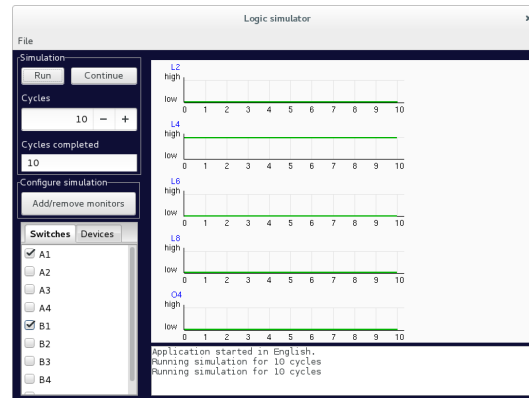 Logic simulator
File
Simulation
Run Continue
Cycles
10 − +
Cycles completed
10
Configure simulation
Add/remove monitors
Switches Devices
A1
A2
A3
A4
B1
B2
B3
B4
L2
high
low
0 1 2 3 4 5 6 7 8 9 10
L4
high
low
0 1 2 3 4 5 6 7 8 9 10
L6
high
low
0 1 2 3 4 5 6 7 8 9 10
L8
high
low
0 1 2 3 4 5 6 7 8 9 10
O4
high
low
0 1 2 3 4 5 6 7 8 9 10
Application started in English.
Running simulation for 10 cycles
Running simulation for 10 cycles